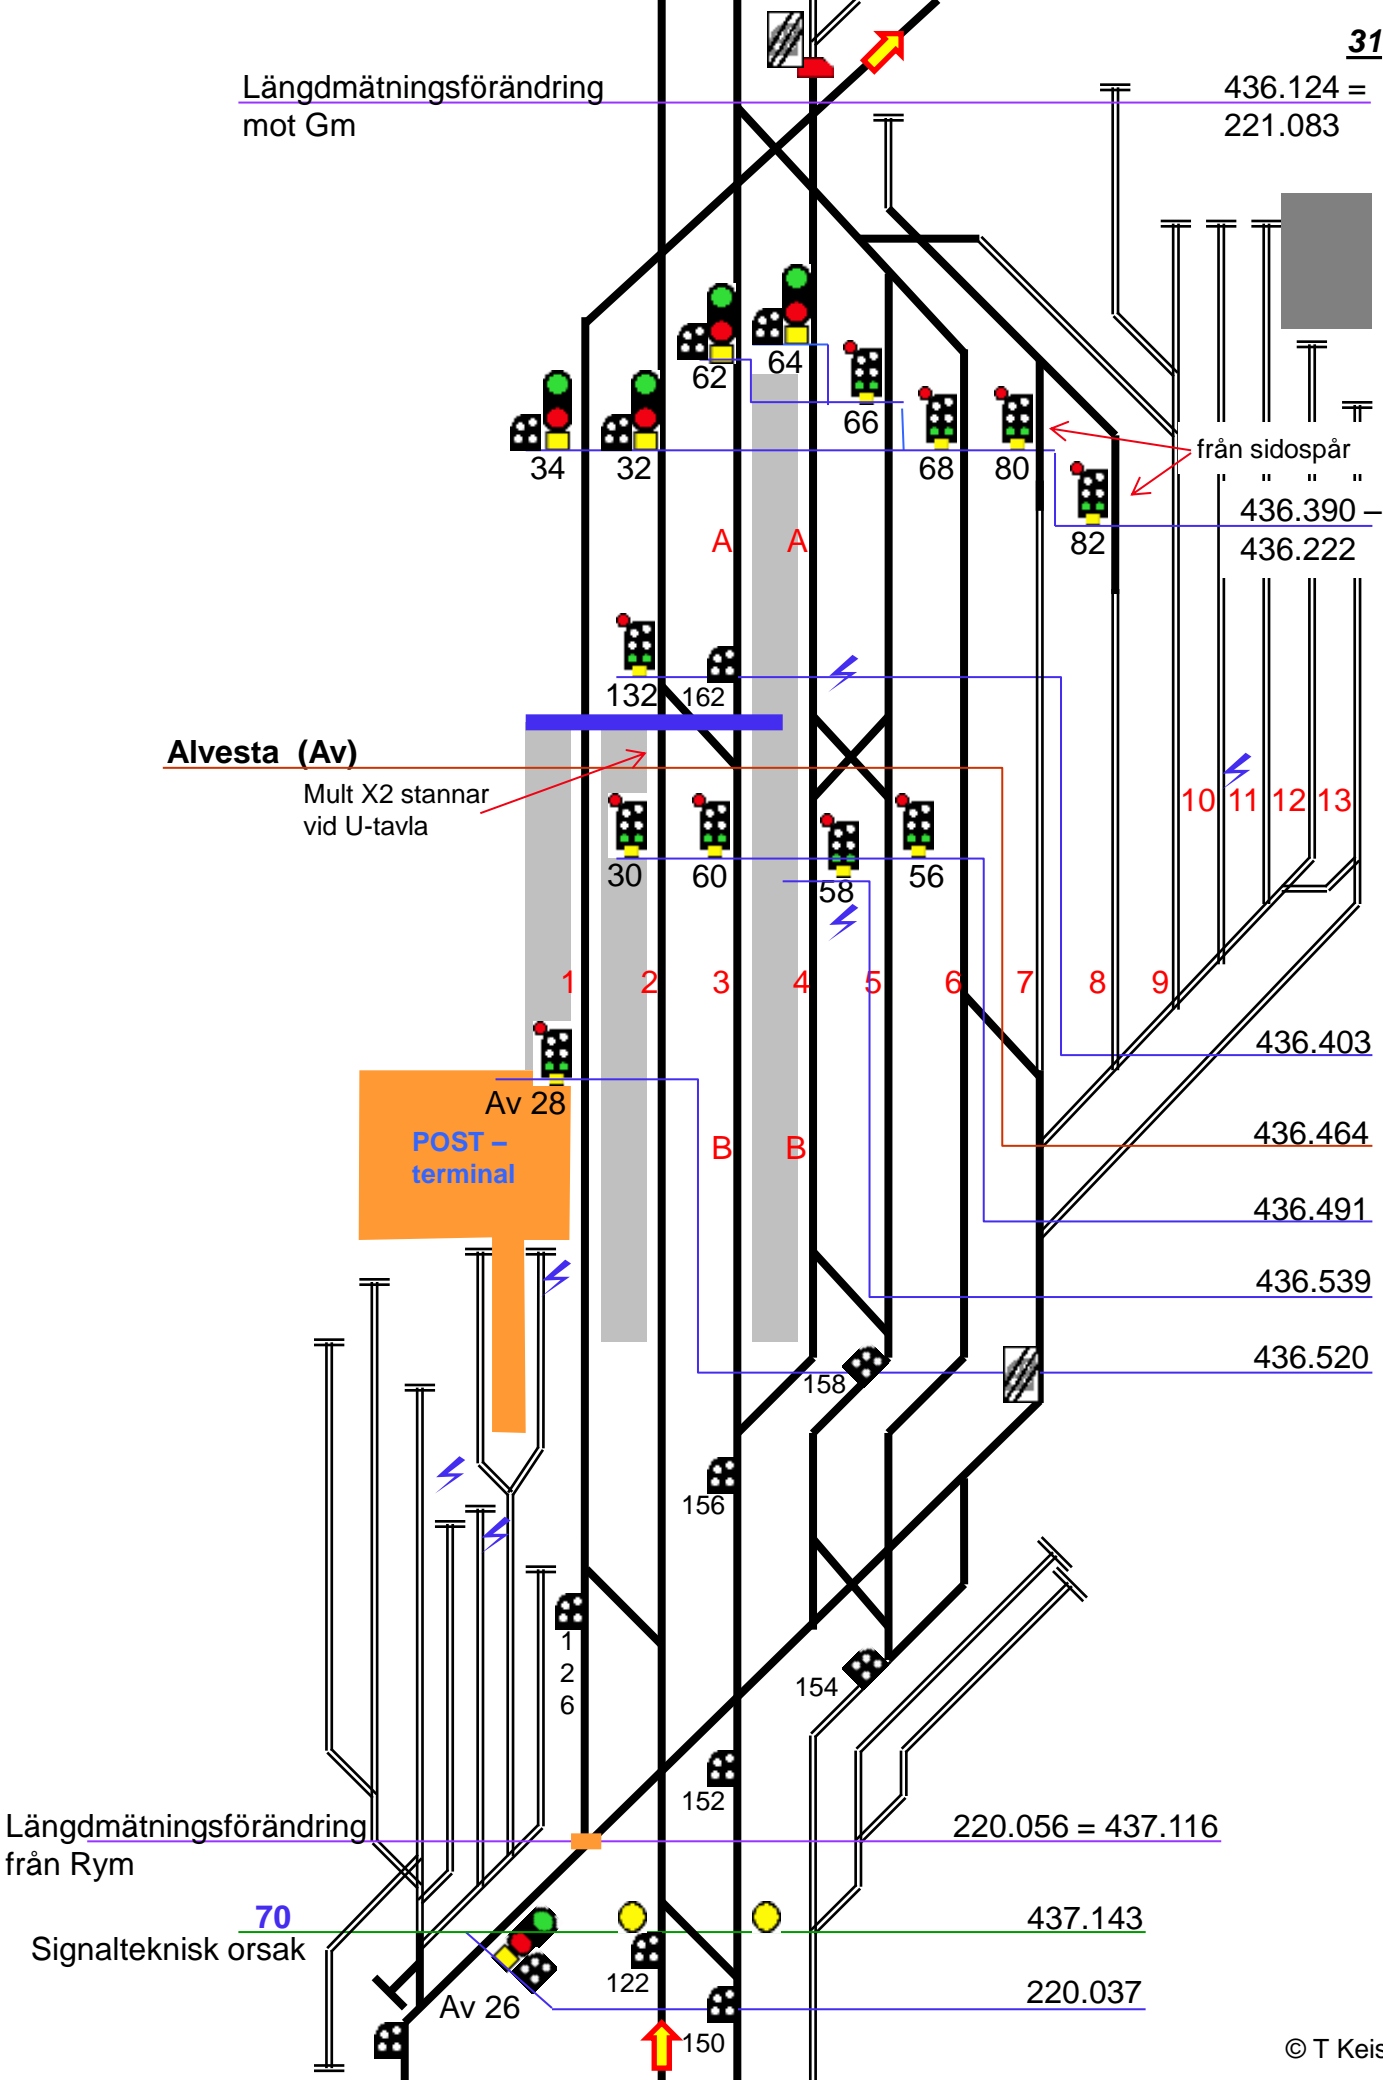 31
Längdmätningsförändring
mot Gm
436.124 =
221.083
62
64
66
34
32
68
80
från sidospår
82
436.390 –
436.222
A
A
132
162
Alvesta (Av)
Mult X2 stannar
vid U-tavla
10
11
12
13
30
60
58
56
1
2
3
4
5
6
7
8
9
436.403
Av 28
POST –
terminal
B
B
436.464
436.491
436.539
436.520
158
156
1
2
6
154
152
Längdmätningsförändring
från Rym
220.056 = 437.116
70
Signalteknisk orsak
437.143
122
220.037
Av 26
150
© T Keis